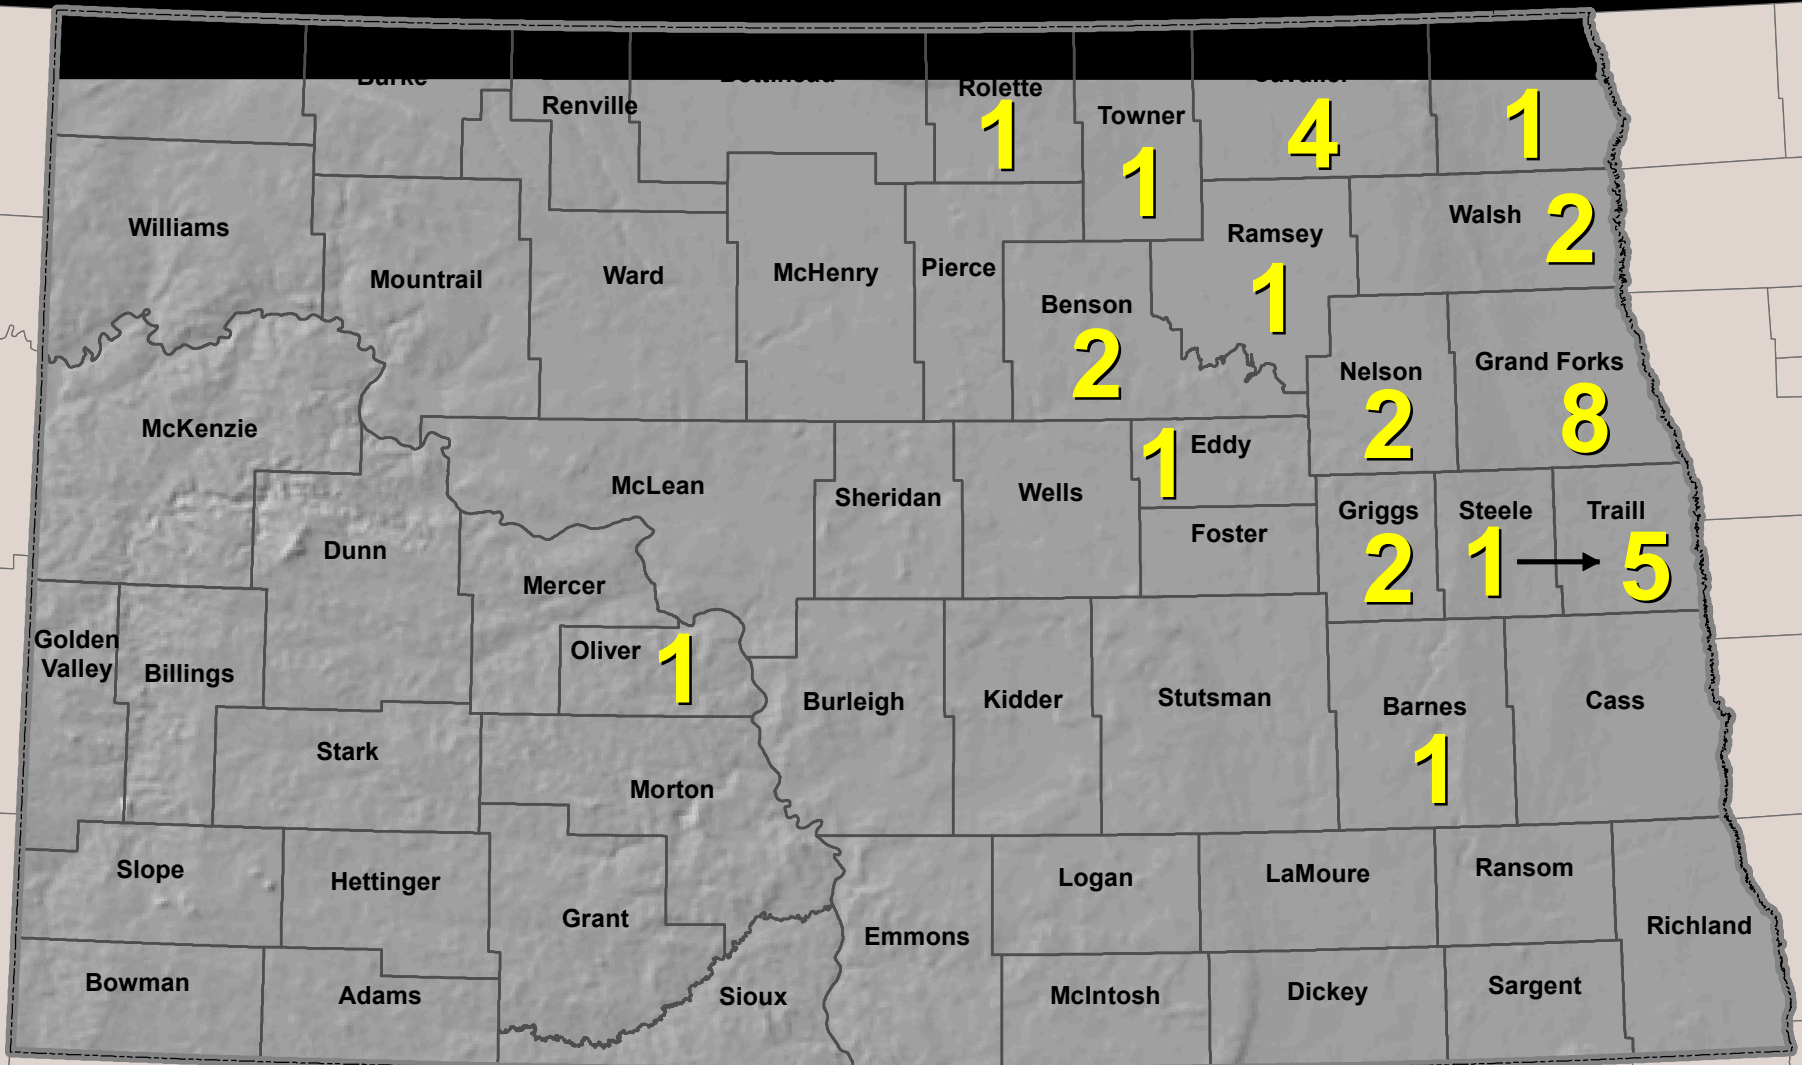 Burke
Renville
Bottineau
Rolette
1
Towner
1
Cavalier
4
1
Williams
Mountrail
Ward
McHenry
Pierce
Benson
2
Ramsey
1
Walsh
2
Nelson
2
Grand Forks
8
McKenzie
Dunn
McLean
Sheridan
Wells
1
Eddy
Foster
Griggs
2
Steele
1
Traill
5
Mercer
Oliver
1
Golden
Valley
Billings
Stark
Morton
Burleigh
Kidder
Stutsman
Barnes
1
Cass
Slope
Hettinger
Grant
Emmons
Logan
LaMoure
Ransom
Richland
Bowman
Adams
Sioux
McIntosh
Dickey
Sargent